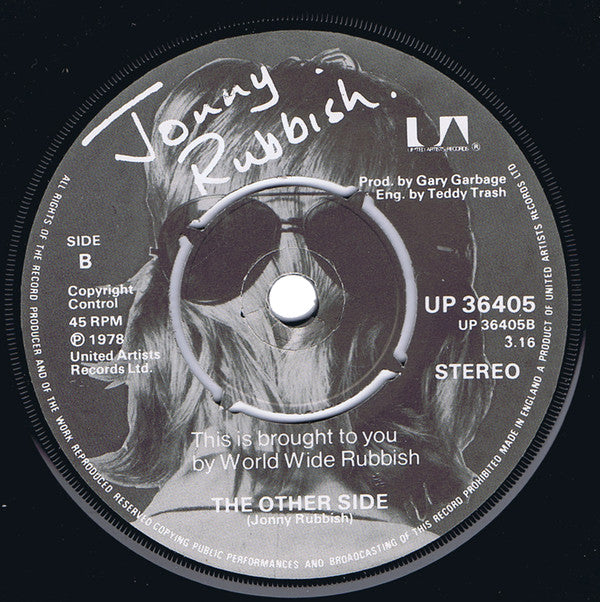 Jonny
Rubbish.
UA
UNITED ARTISTS RECORDS ®
Prod. by Gary Garbage
Eng. by Teddy Trash
SIDE
B
Copyright
Control
45 RPM
℗ 1978
United Artists
Records Ltd.
UP 36405
UP 36405B
3.16
STEREO
This is brought to you
by World Wide Rubbish
THE OTHER SIDE
(Jonny Rubbish)
ALL RIGHTS OF THE RECORD PRODUCER AND OF THE WORK REPRODUCED RESERVED COPYING PUBLIC PERFORMANCES AND BROADCASTING OF THIS RECORD PROHIBITED MADE IN ENGLAND A PRODUCT OF UNITED ARTISTS RECORDS LTD